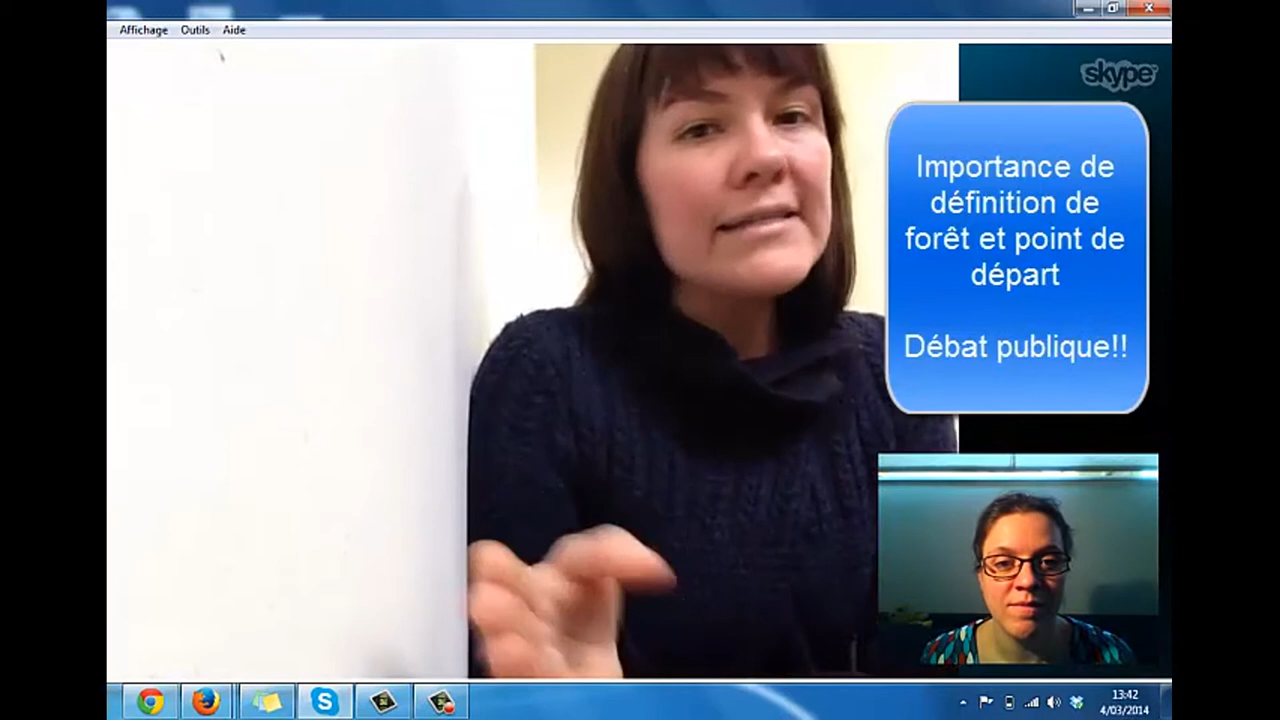 Affichage Outils Aide
skype
Importance de
définition de
forêt et point de
départ
Débat publique!!
13:42
4/03/2014